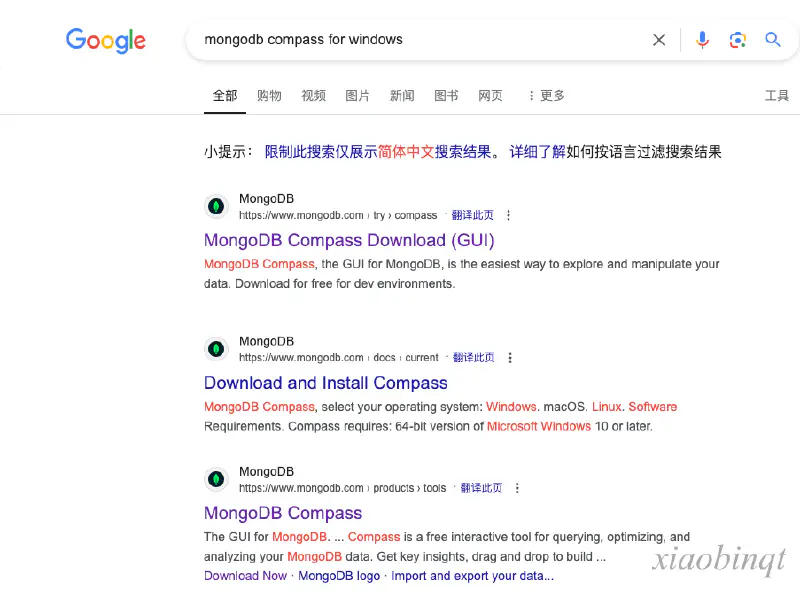 Google
mongodb compass for windows
全部 购物 视频 图片 新闻 图书 网页 ⋮ 更多 工具
小提示： 限制此搜索仅展示简体中文搜索结果。 详细了解如何按语言过滤搜索结果
MongoDB
https://www.mongodb.com › try › compass · 翻译此页 ⋮
MongoDB Compass Download (GUI)
MongoDB Compass, the GUI for MongoDB, is the easiest way to explore and manipulate your
data. Download for free for dev environments.
MongoDB
https://www.mongodb.com › docs › current · 翻译此页 ⋮
Download and Install Compass
MongoDB Compass, select your operating system: Windows. macOS. Linux. Software
Requirements. Compass requires: 64-bit version of Microsoft Windows 10 or later.
MongoDB
https://www.mongodb.com › products › tools · 翻译此页 ⋮
MongoDB Compass
The GUI for MongoDB. ... Compass is a free interactive tool for querying, optimizing, and
analyzing your MongoDB data. Get key insights, drag and drop to build ...
Download Now · MongoDB logo · Import and export your data...
xiaobinqt